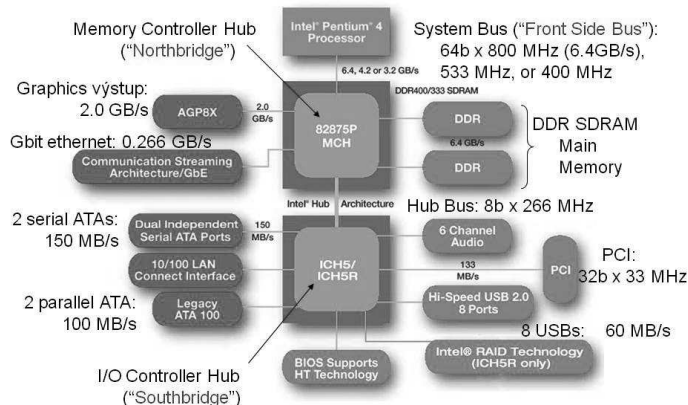 Memory Controller Hub
(“Northbridge”)
Intel® Pentium® 4
Processor
System Bus (“Front Side Bus”):
64b x 800 MHz (6.4GB/s),
533 MHz, or 400 MHz
6.4, 4.2 or 3.2 GB/s
DDR400/333 SDRAM
Graphics výstup:
2.0 GB/s
AGP8X
2.0
GB/s
82875P
MCH
DDR
6.4 GB/s
DDR
DDR SDRAM
Main
Memory
Gbit ethernet: 0.266 GB/s
Communication Streaming
Architecture/GbE
Intel® Hub
Architecture
Hub Bus: 8b x 266 MHz
2 serial ATAs:
150 MB/s
Dual Independent
Serial ATA Ports
150
MB/s
6 Channel
Audio
ICH5/
ICH5R
10/100 LAN
Connect Interface
133
MB/s
PCI
PCI:
32b x 33 MHz
2 parallel ATA:
100 MB/s
Legacy
ATA 100
Hi-Speed USB 2.0
8 Ports
8 USBs: 60 MB/s
BIOS Supports
HT Technology
Intel® RAID Technology
(ICH5R only)
I/O Controller Hub
(“Southbridge”)